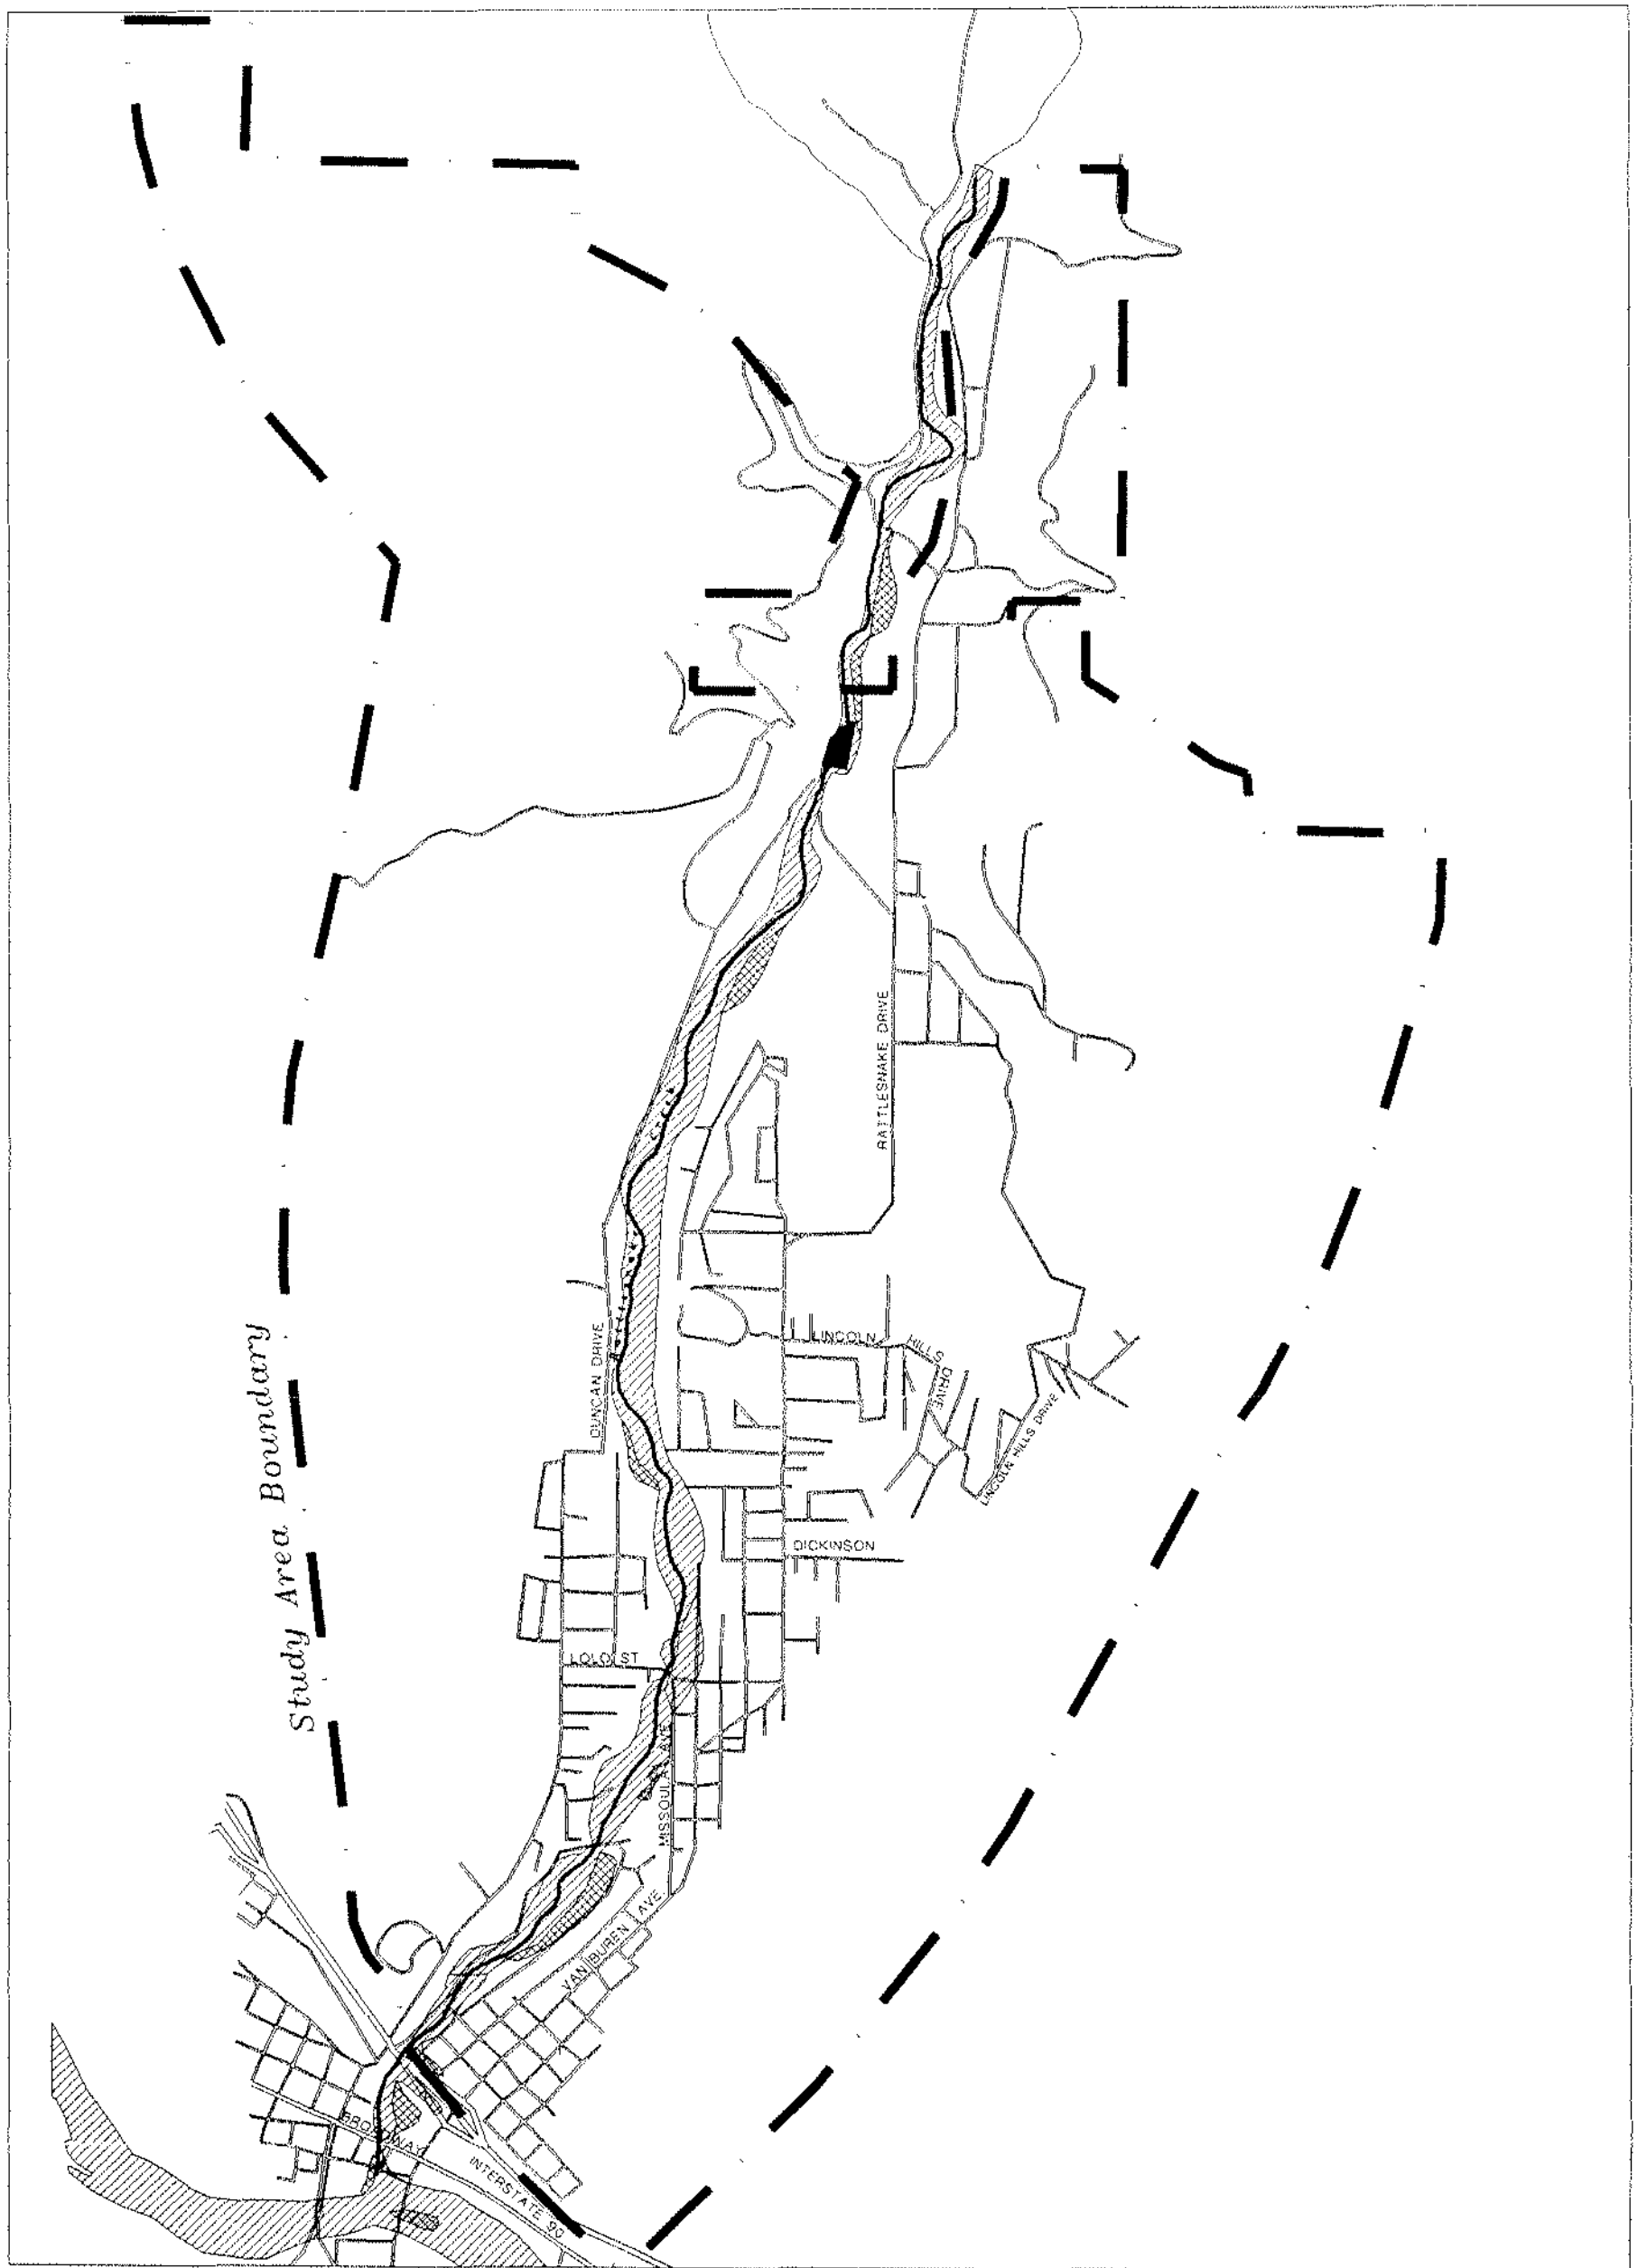 RATTLESNAKE DRIVE
Study Area Boundary
DUNCAN DRIVE
LINCOLN HILLS DRIVE
LINCOLN HILLS DRIVE
DICKINSON
LOLO ST
MISSOULA AVE
VAN BUREN AVE.
BROADWAY
INTERSTATE 90